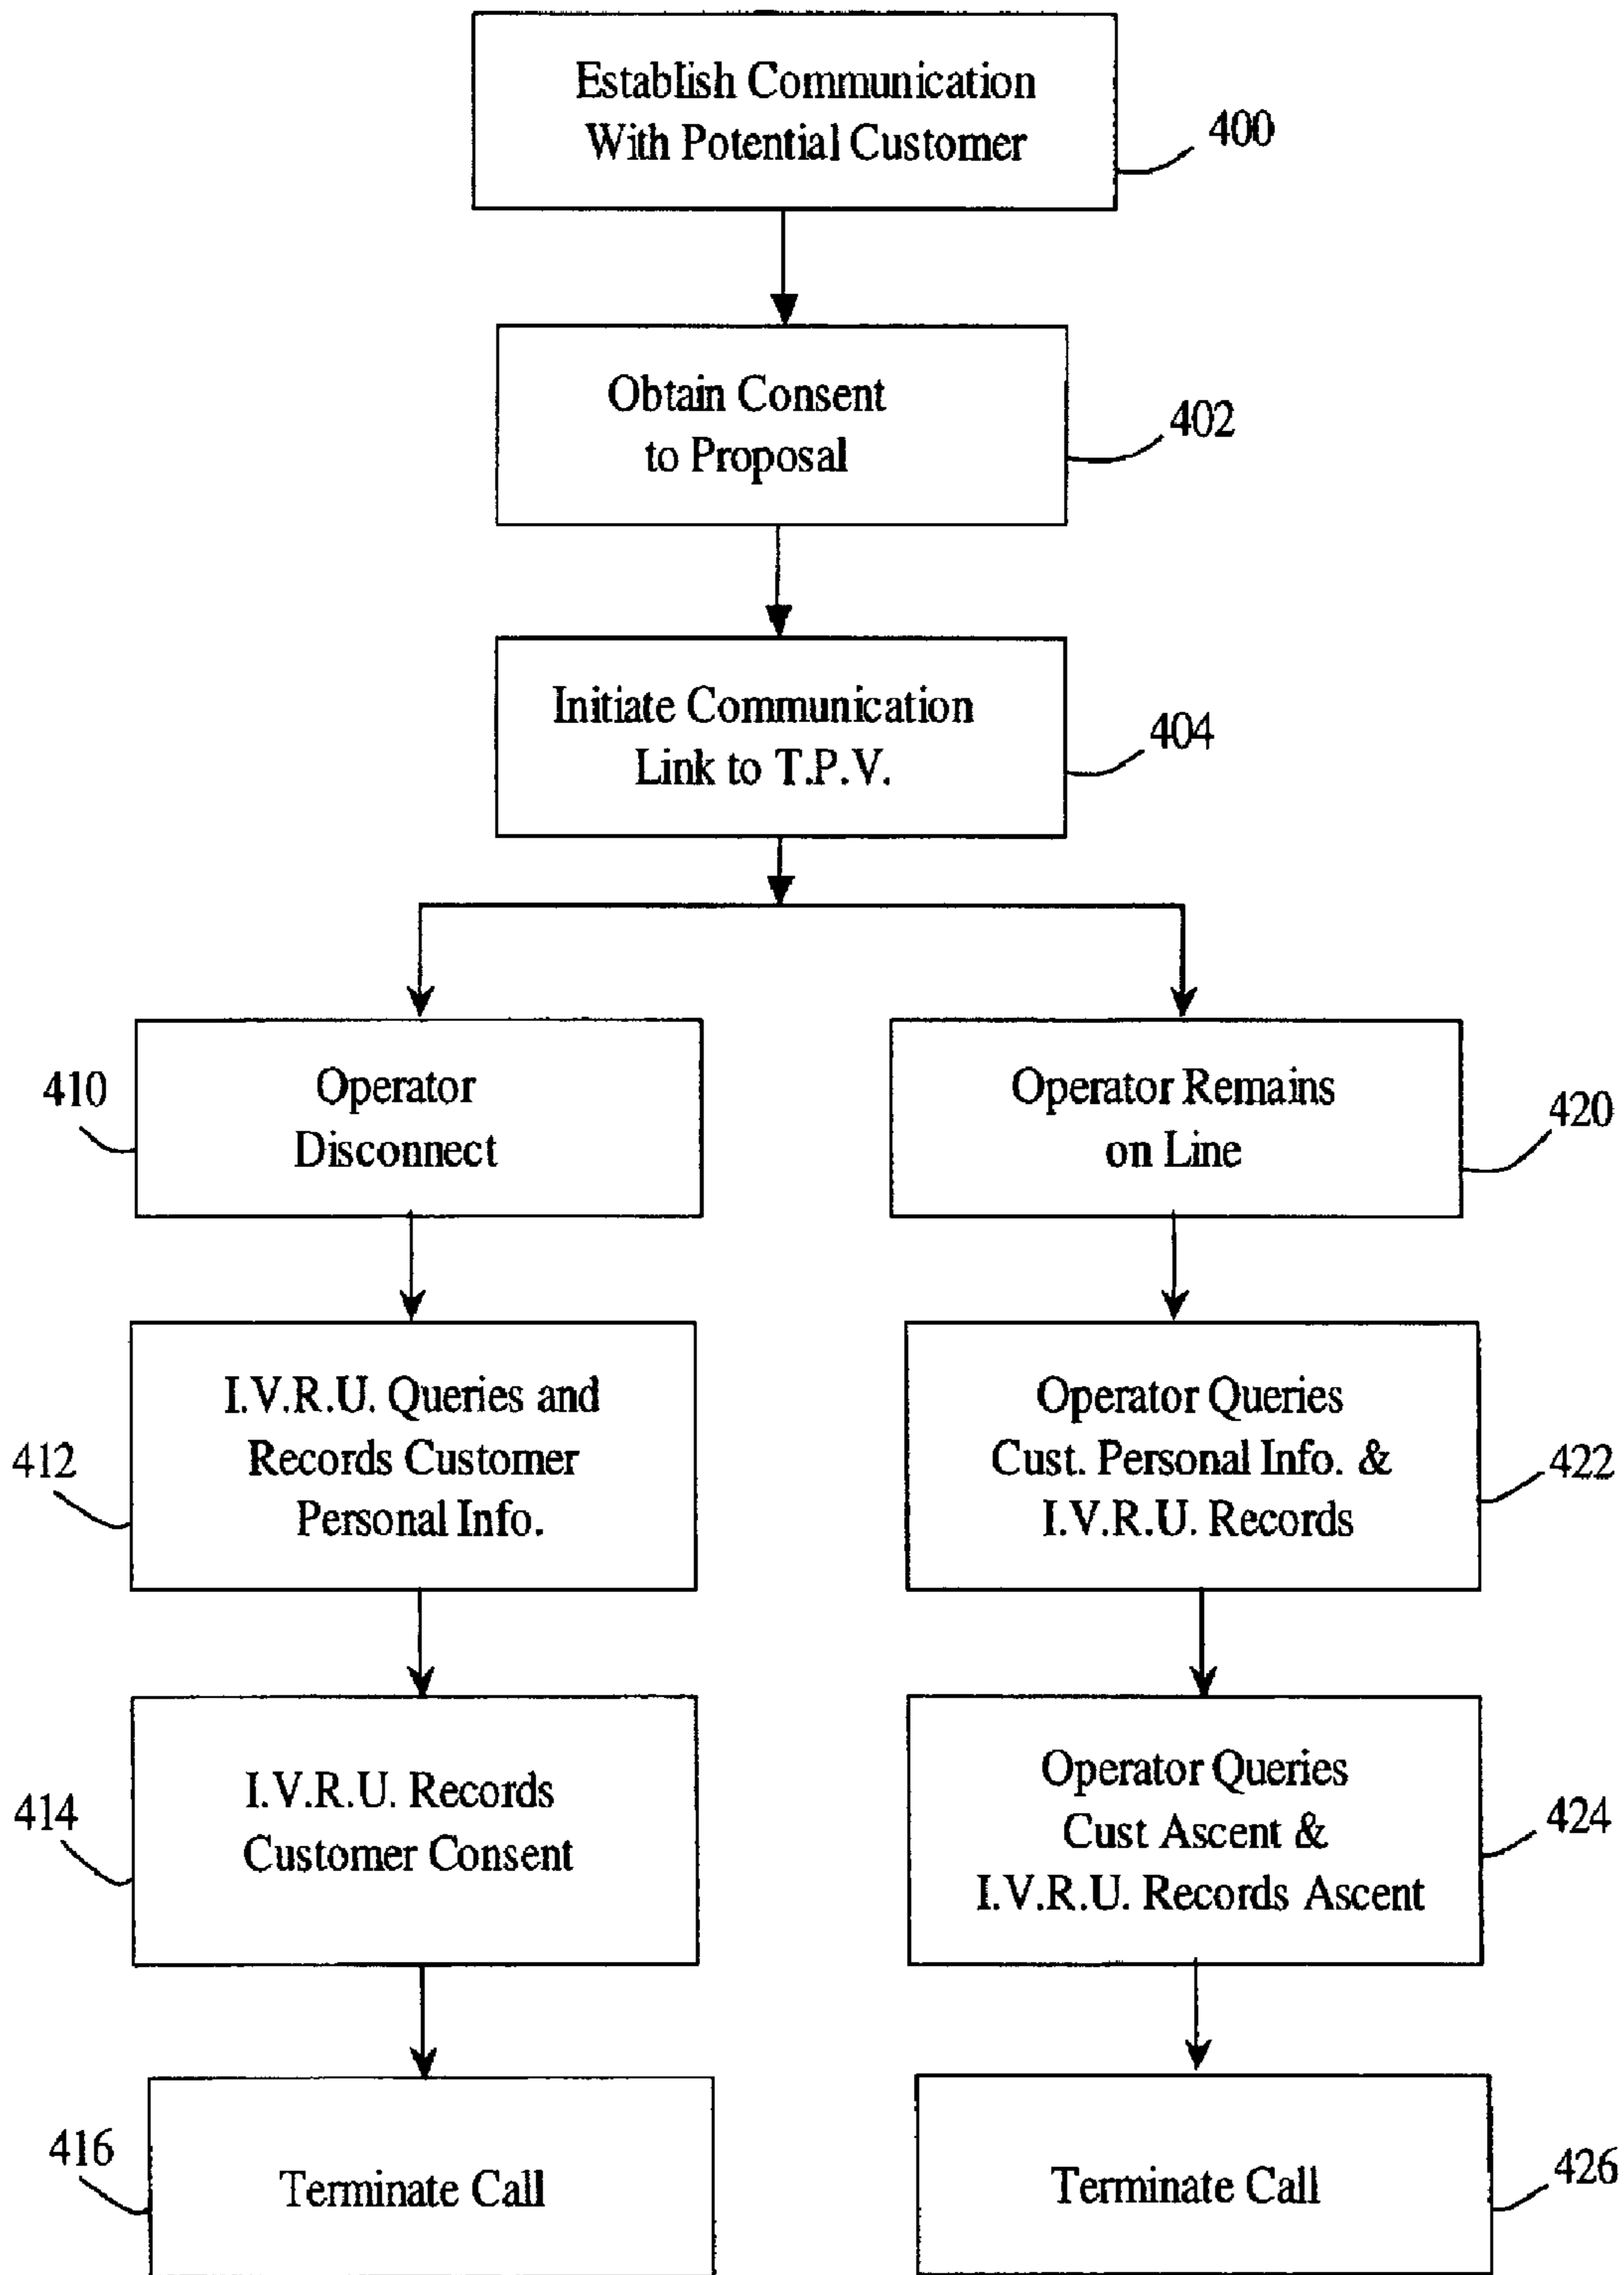 Establish Communication
With Potential Customer
400
Obtain Consent
to Proposal
402
Initiate Communication
Link to T.P.V.
404
410
Operator
Disconnect
Operator Remains
on Line
420
412
I.V.R.U. Queries and
Records Customer
Personal Info.
Operator Queries
Cust. Personal Info. &
I.V.R.U. Records
422
414
I.V.R.U. Records
Customer Consent
Operator Queries
Cust Ascent &
I.V.R.U. Records Ascent
424
416
Terminate Call
Terminate Call
426